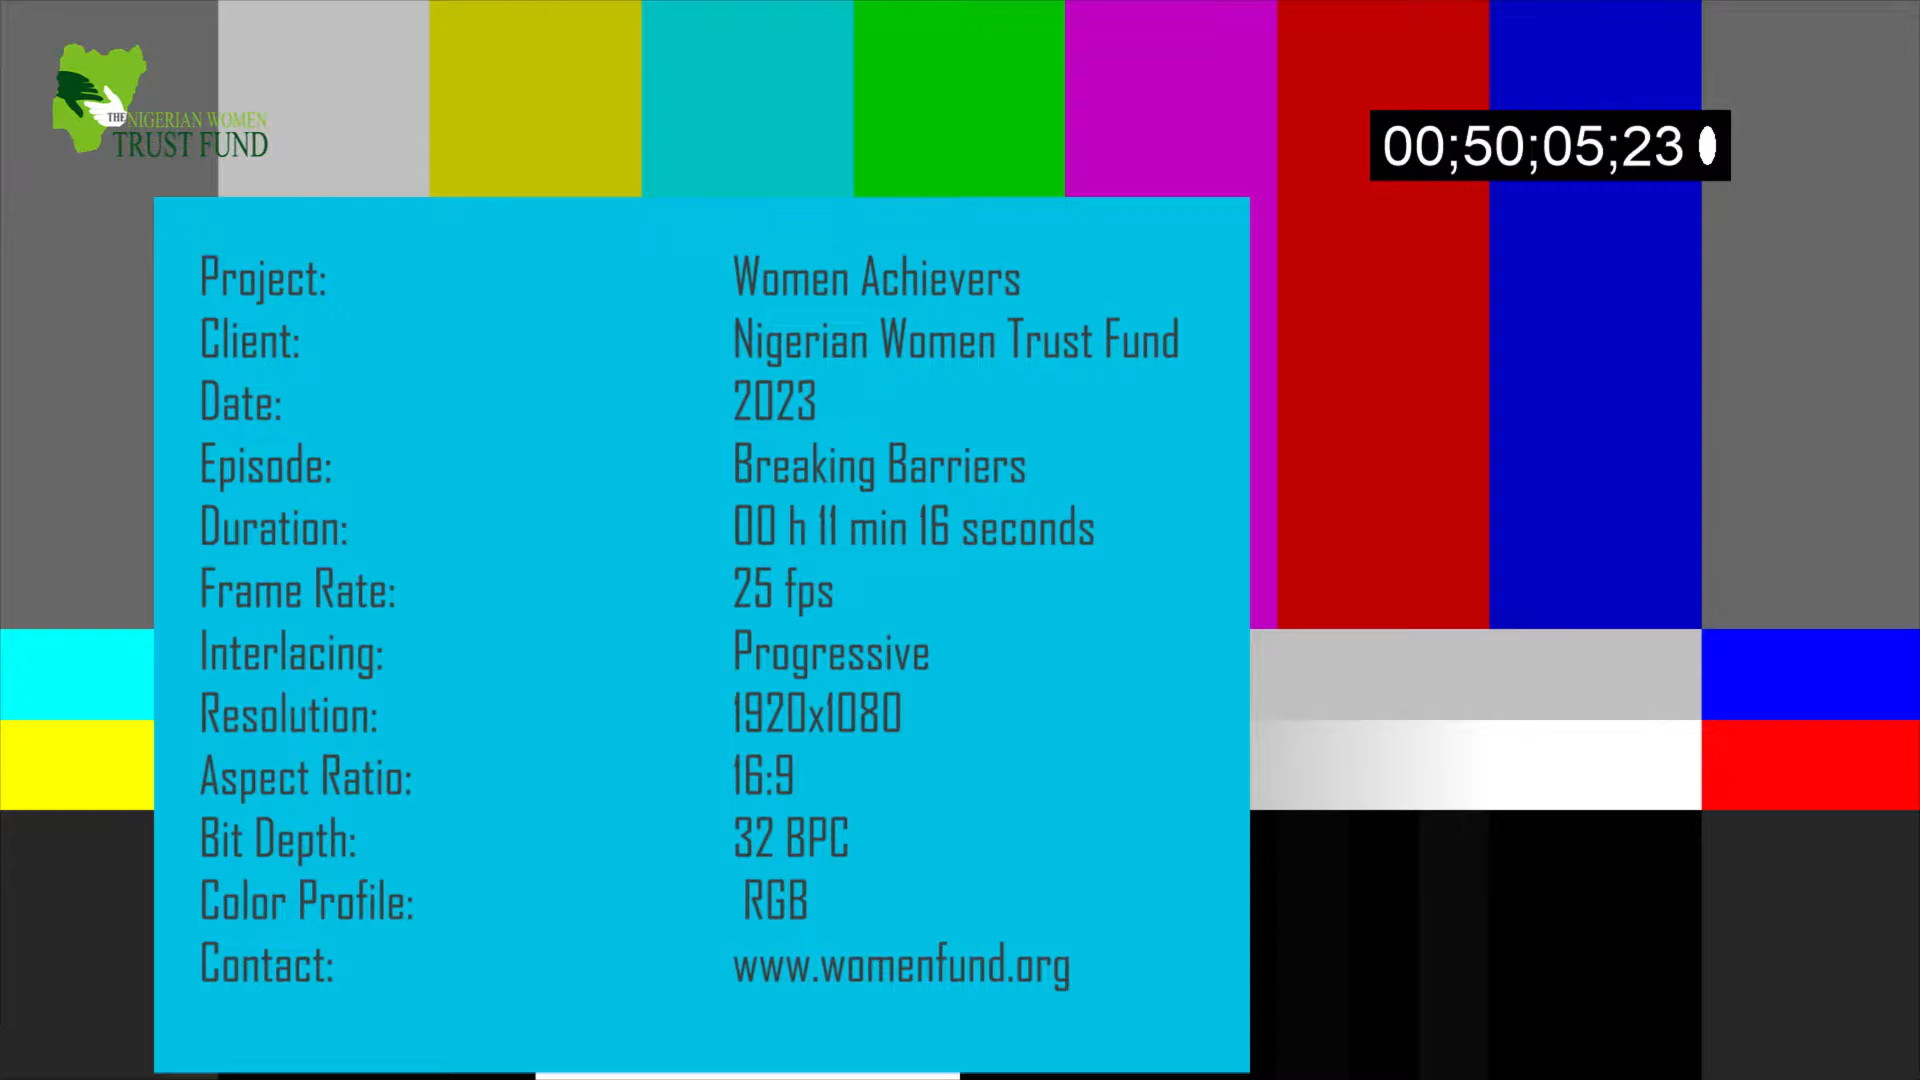 THE NIGERIAN WOMEN
TRUST FUND
00;50;05;23
Project: Women Achievers
Client: Nigerian Women Trust Fund
Date: 2023
Episode: Breaking Barriers
Duration: 00 h 11 min 16 seconds
Frame Rate: 25 fps
Interlacing: Progressive
Resolution: 1920x1080
Aspect Ratio: 16:9
Bit Depth: 32 BPC
Color Profile: RGB
Contact: www.womenfund.org